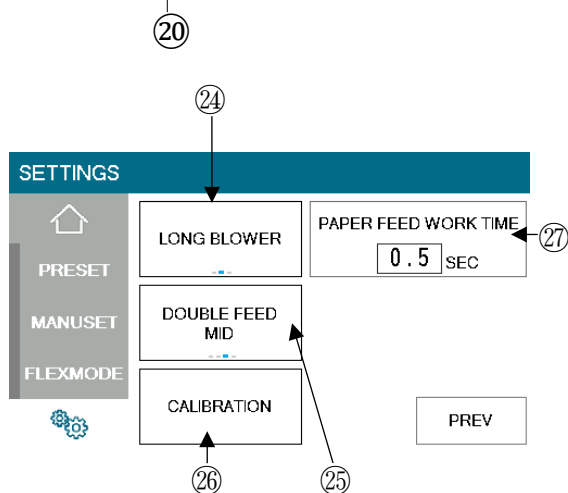 ⑳
㉔
SETTINGS
LONG BLOWER
PAPER FEED WORK TIME
0.5 SEC
㉗
PRESET
MANUSET
FLEXMODE
DOUBLE FEED
MID
CALIBRATION
PREV
㉖
㉕